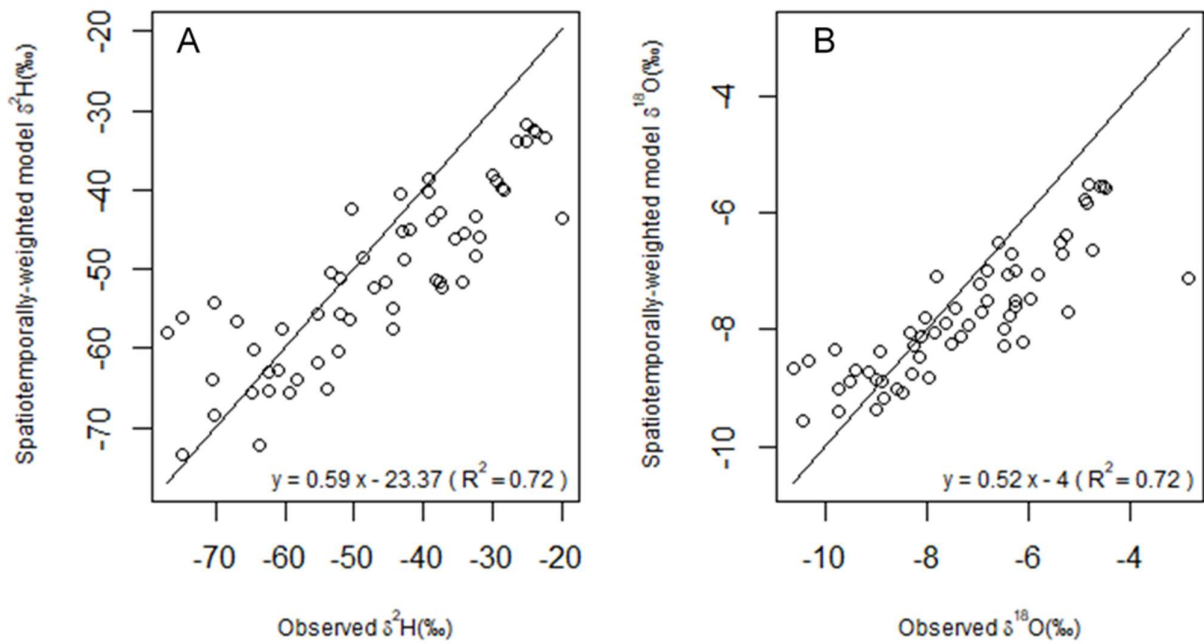 A
Spatiotemporally-weighted model δ²H(‰)
-20
-30
-40
-50
-60
-70
y = 0.59 x - 23.37 ( R² = 0.72 )
-70 -60 -50 -40 -30 -20
Observed δ²H(‰)
B
Spatiotemporally-weighted model δ¹⁸O(‰)
-4
-6
-8
-10
y = 0.52 x - 4 ( R² = 0.72 )
-10 -8 -6 -4
Observed δ¹⁸O(‰)